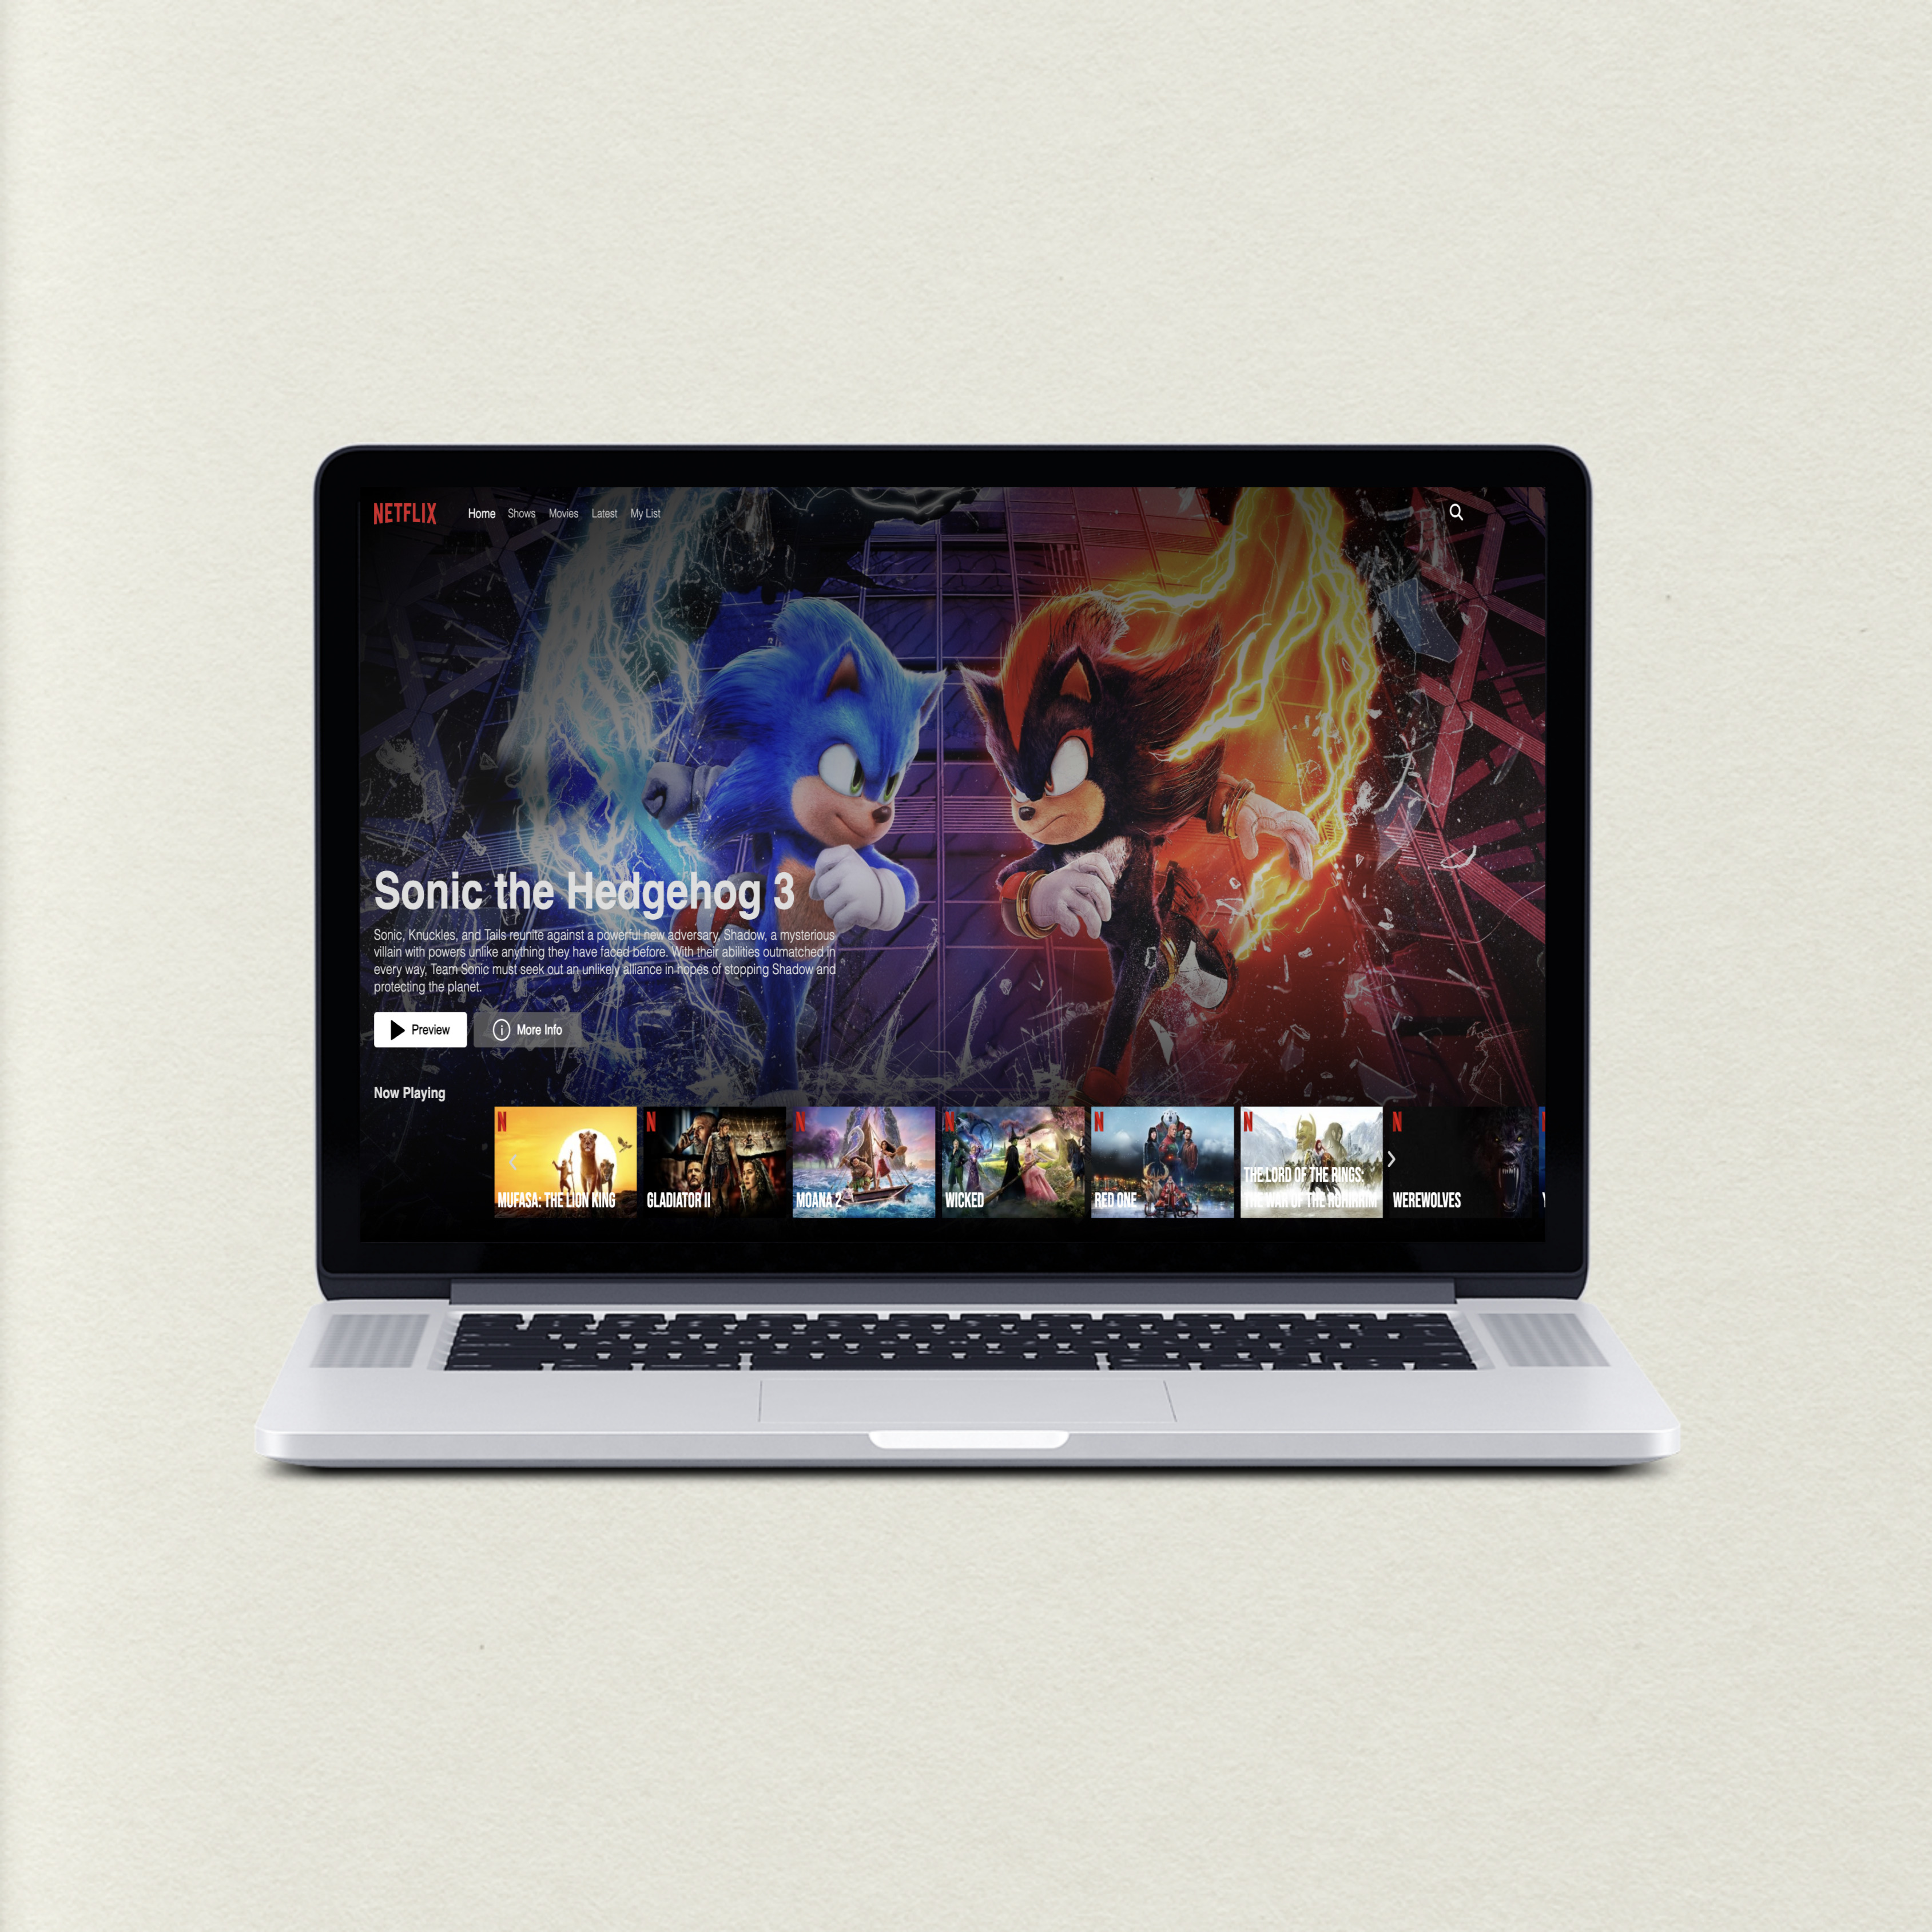 NETFLIX
Home Shows Movies Latest My List
Sonic the Hedgehog 3
Sonic, Knuckles, and Tails reunite against a powerful new adversary, Shadow, a mysterious
villain with powers unlike anything they have faced before. With their abilities outmatched in
every way, Team Sonic must seek out an unlikely alliance in hopes of stopping Shadow and
protecting the planet.
Preview
More Info
Now Playing
N N N N N N N
MUFASA: THE LION KING
GLADIATOR II
MOANA 2
WICKED
RED ONE
THE LORD OF THE RINGS:
THE WAR OF THE ROHIRRIM
WEREWOLVES